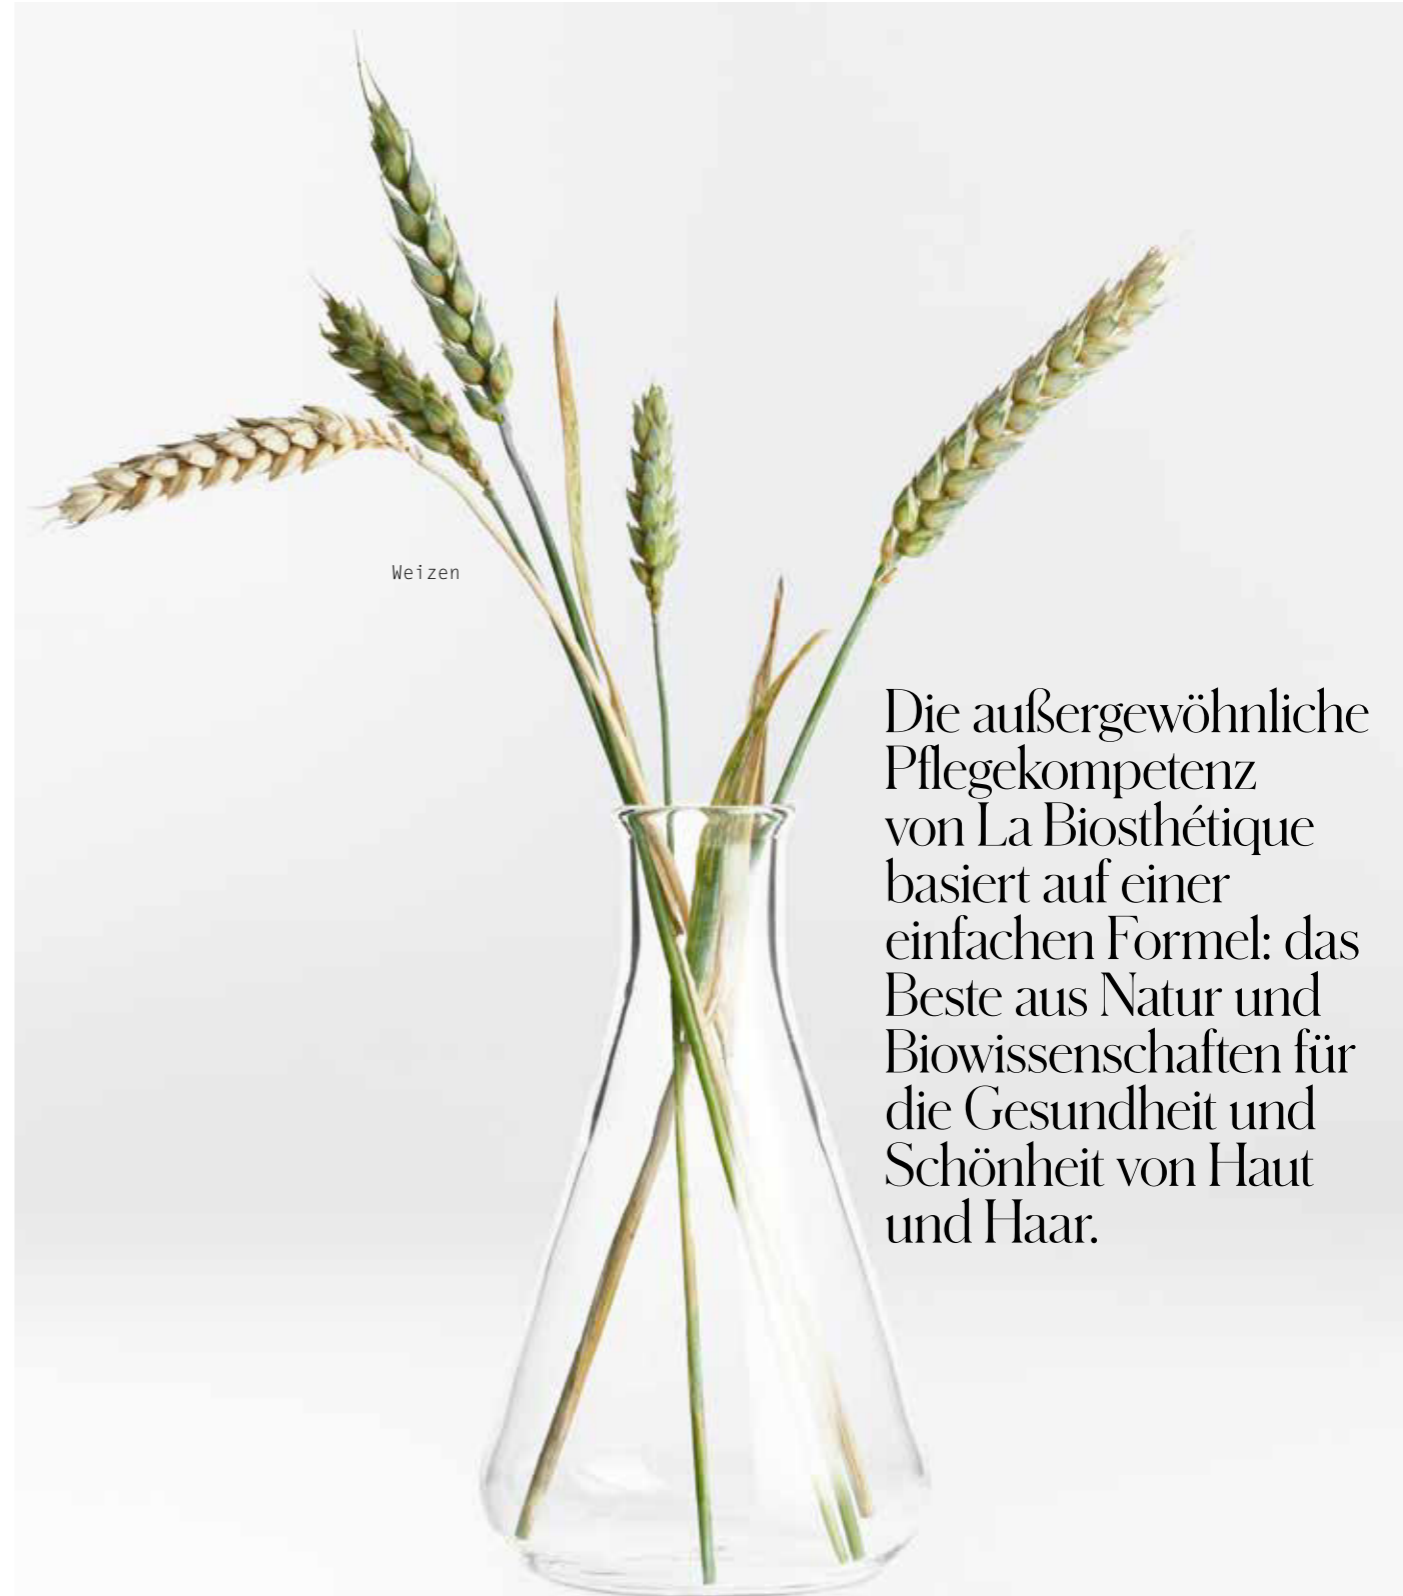 Weizen
Die außergewöhnliche
Pflegekompetenz
von La Biosthétique
basiert auf einer
einfachen Formel: das
Beste aus Natur und
Biowissenschaften für
die Gesundheit und
Schönheit von Haut
und Haar.